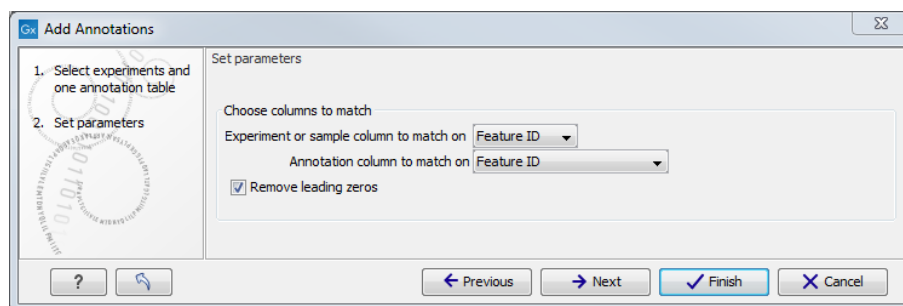 Gx Add Annotations
1. Select experiments and
one annotation table
2. Set parameters
Set parameters
Choose columns to match
Experiment or sample column to match on Feature ID
Annotation column to match on Feature ID
Remove leading zeros
? Previous Next Finish Cancel